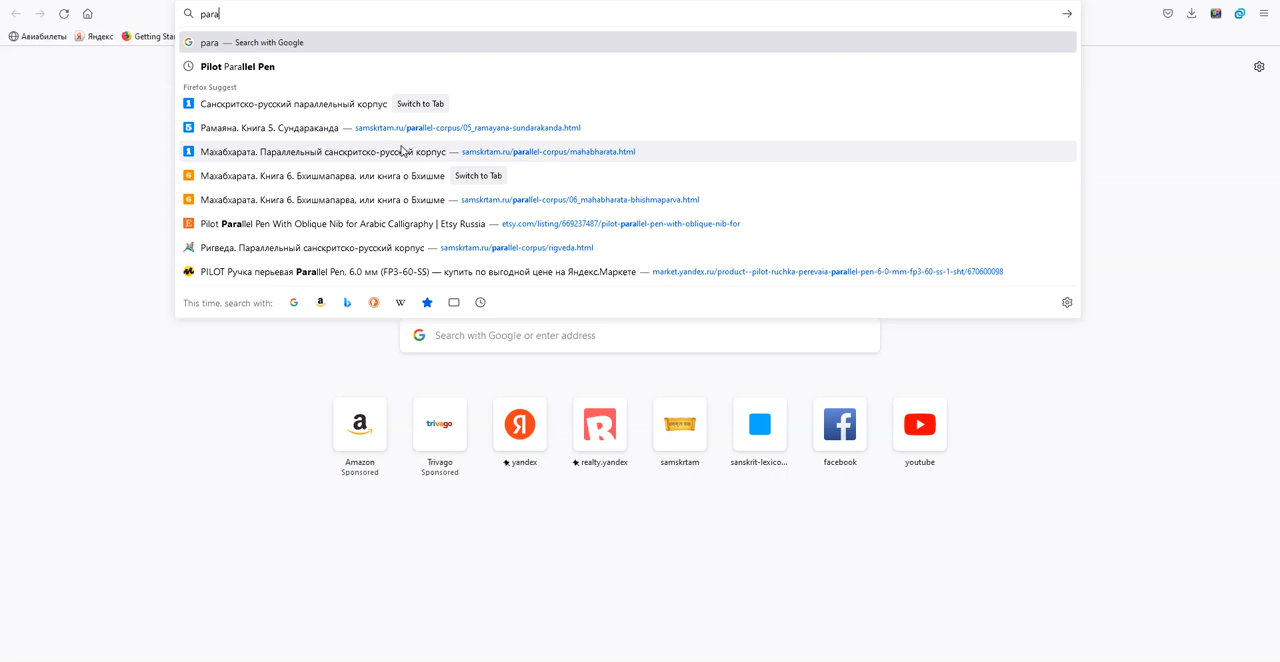 para
Авиабилеты Яндекс Getting Star
para — Search with Google
Pilot Parallel Pen
Firefox Suggest
Санскритско-русский параллельный корпус Switch to Tab
Рамаяна. Книга 5. Сундараканда — samskrtam.ru/parallel-corpus/05_ramayana-sundarakanda.html
Махабхарата. Параллельный санскритско-русский корпус — samskrtam.ru/parallel-corpus/mahabharata.html
Махабхарата. Книга 6. Бхишмапарва, или книга о Бхишме Switch to Tab
Махабхарата. Книга 6. Бхишмапарва, или книга о Бхишме — samskrtam.ru/parallel-corpus/06_mahabharata-bhishmaparva.html
Pilot Parallel Pen With Oblique Nib for Arabic Calligraphy | Etsy Russia — etsy.com/listing/669237487/pilot-parallel-pen-with-oblique-nib-for
Ригведа. Параллельный санскритско-русский корпус — samskrtam.ru/parallel-corpus/rigveda.html
PILOT Ручка перьевая Parallel Pen, 6.0 мм (FP3-60-SS) — купить по выгодной цене на Яндекс.Маркете — market.yandex.ru/product--pilot-ruchka-perevaia-parallel-pen-6-0-mm-fp3-60-ss-1-sht/670600098
This time, search with:
Search with Google or enter address
trivago
Amazon Trivago yandex realty.yandex samskrtam sanskrit-lexico... facebook youtube
Sponsored Sponsored